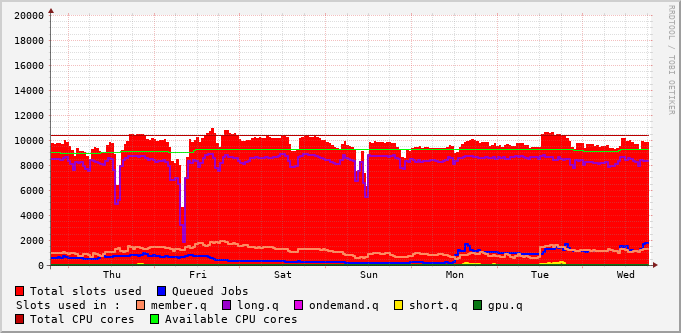 RRDTOOL / TOBI OETIKER
20000
18000
16000
14000
12000
10000
8000
6000
4000
2000
0
Thu Fri Sat Sun Mon Tue Wed
Total slots used Queued Jobs
Slots used in : member.q long.q ondemand.q short.q gpu.q
Total CPU cores Available CPU cores